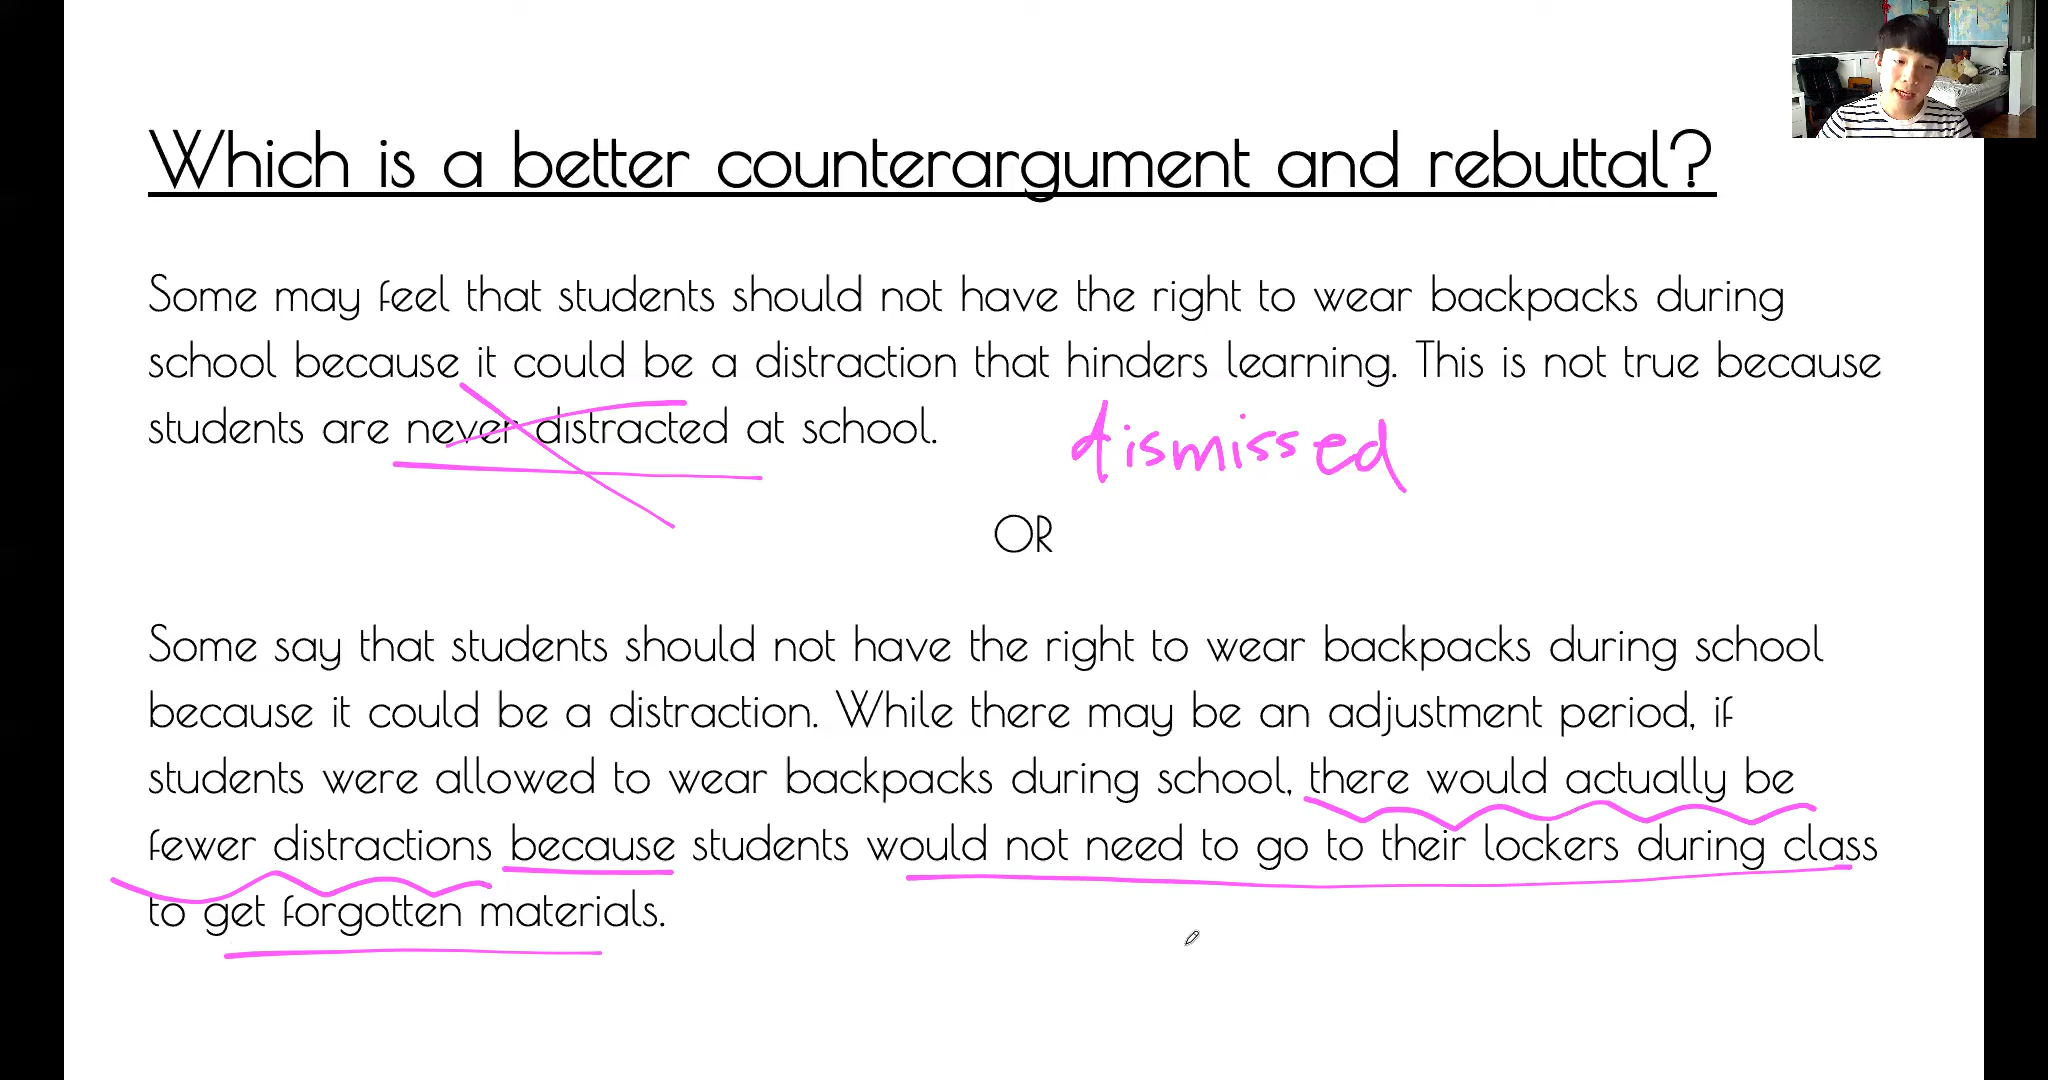 Which is a better counterargument and rebuttal?
Some may feel that students should not have the right to wear backpacks during
school because it could be a distraction that hinders learning. This is not true because
students are never distracted at school.
dismissed
OR
Some say that students should not have the right to wear backpacks during school
because it could be a distraction. While there may be an adjustment period, if
students were allowed to wear backpacks during school, there would actually be
fewer distractions because students would not need to go to their lockers during class
to get forgotten materials.